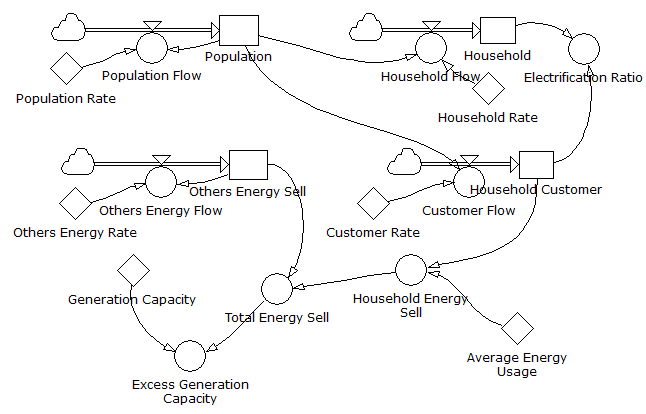 Population
Household
Population Flow
Household Flow
Electrification Ratio
Population Rate
Household Rate
Others Energy Sell
Household Customer
Others Energy Flow
Customer Flow
Others Energy Rate
Customer Rate
Generation Capacity
Household Energy
Sell
Total Energy Sell
Average Energy
Usage
Excess Generation
Capacity